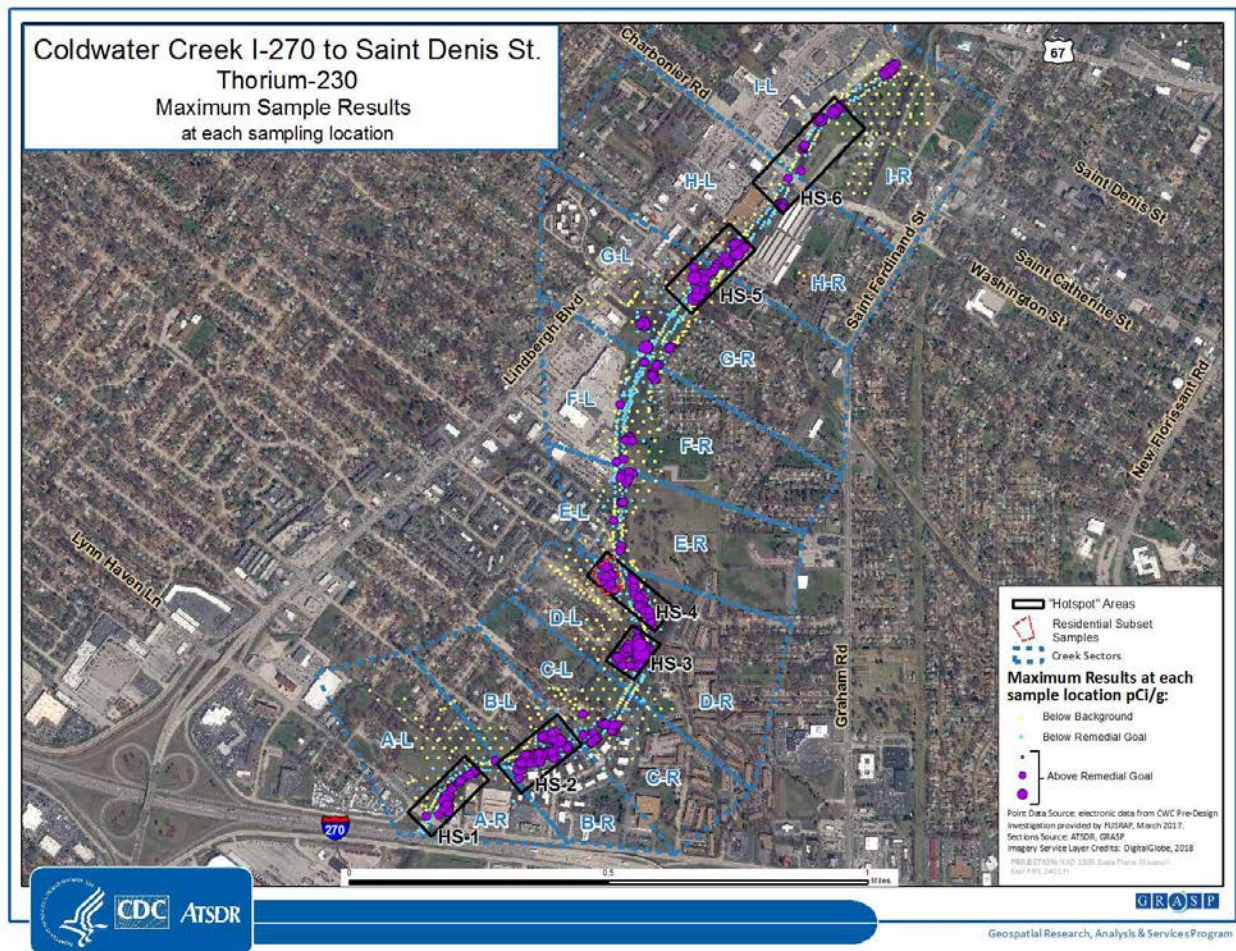 Coldwater Creek I-270 to Saint Denis St.
Thorium-230
Maximum Sample Results
at each sampling location
Charbonier Rd
67
I-L
H-L
I-R
HS-6
Saint Denis St
G-L
HS-5
H-R
Saint Ferdinand St
Saint Catherine St
Washington St
Lindbergh Blvd
G-R
F-L
F-R
New Florissant Rd
E-L
E-R
Lynn Haven Ln
D-L
HS-4
C-L
HS-3
B-L
D-R
Graham Rd
A-L
HS-2
C-R
HS-1
A-R
B-R
270
"Hotspot" Areas
Residential Subset
Samples
Creek Sectors
Maximum Results at each
sample location pCi/g:
Below Background
Below Remedial Goal
Above Remedial Goal
Point Data Source: electronic data from CWC Pre-Design
Investigation provided by FUSRAP, March 2017.
Sections Source: ATSDR, GRASP
Imagery Service Layer Credits: DigitalGlobe, 2018
0
0.5
1
Miles
CDC ATSDR
GRASP
Geospatial Research, Analysis & Services Program